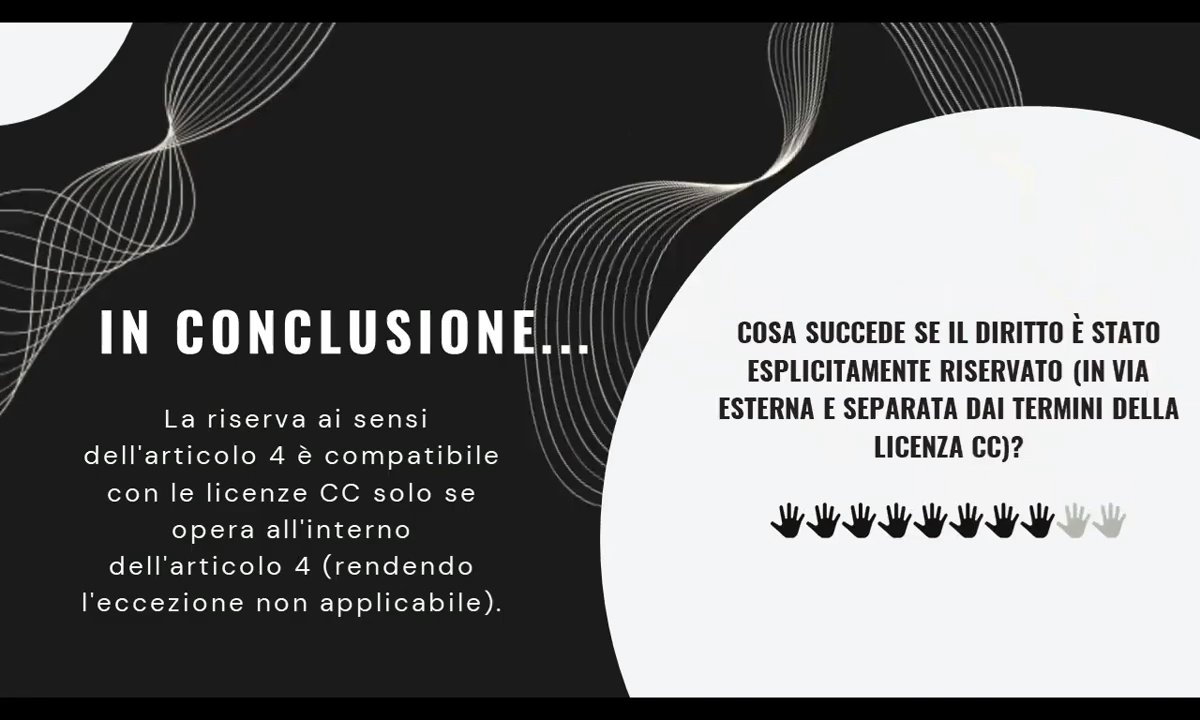 IN CONCLUSIONE...
La riserva ai sensi
dell'articolo 4 è compatibile
con le licenze CC solo se
opera all'interno
dell'articolo 4 (rendendo
l'eccezione non applicabile).
COSA SUCCEDE SE IL DIRITTO È STATO
ESPLICITAMENTE RISERVATO (IN VIA
ESTERNA E SEPARATA DAI TERMINI DELLA
LICENZA CC)?